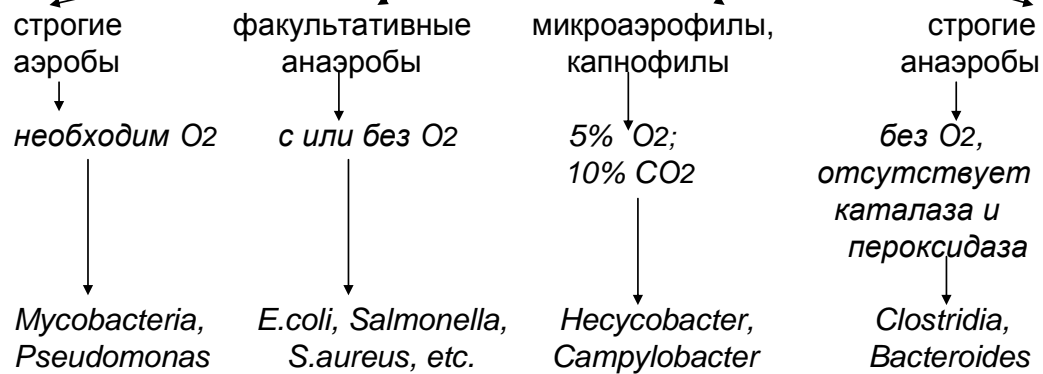 строгие
аэробы
необходим O2
Mycobacteria,
Pseudomonas
факультативные
анаэробы
с или без O2
E.coli, Salmonella,
S.aureus, etc.
микроаэрофилы,
капнофилы
5% O2;
10% CO2
Hecycobacter,
Campylobacter
строгие
анаэробы
без O2,
отсутствует
каталаза и
пероксидаза
Clostridia,
Bacteroides